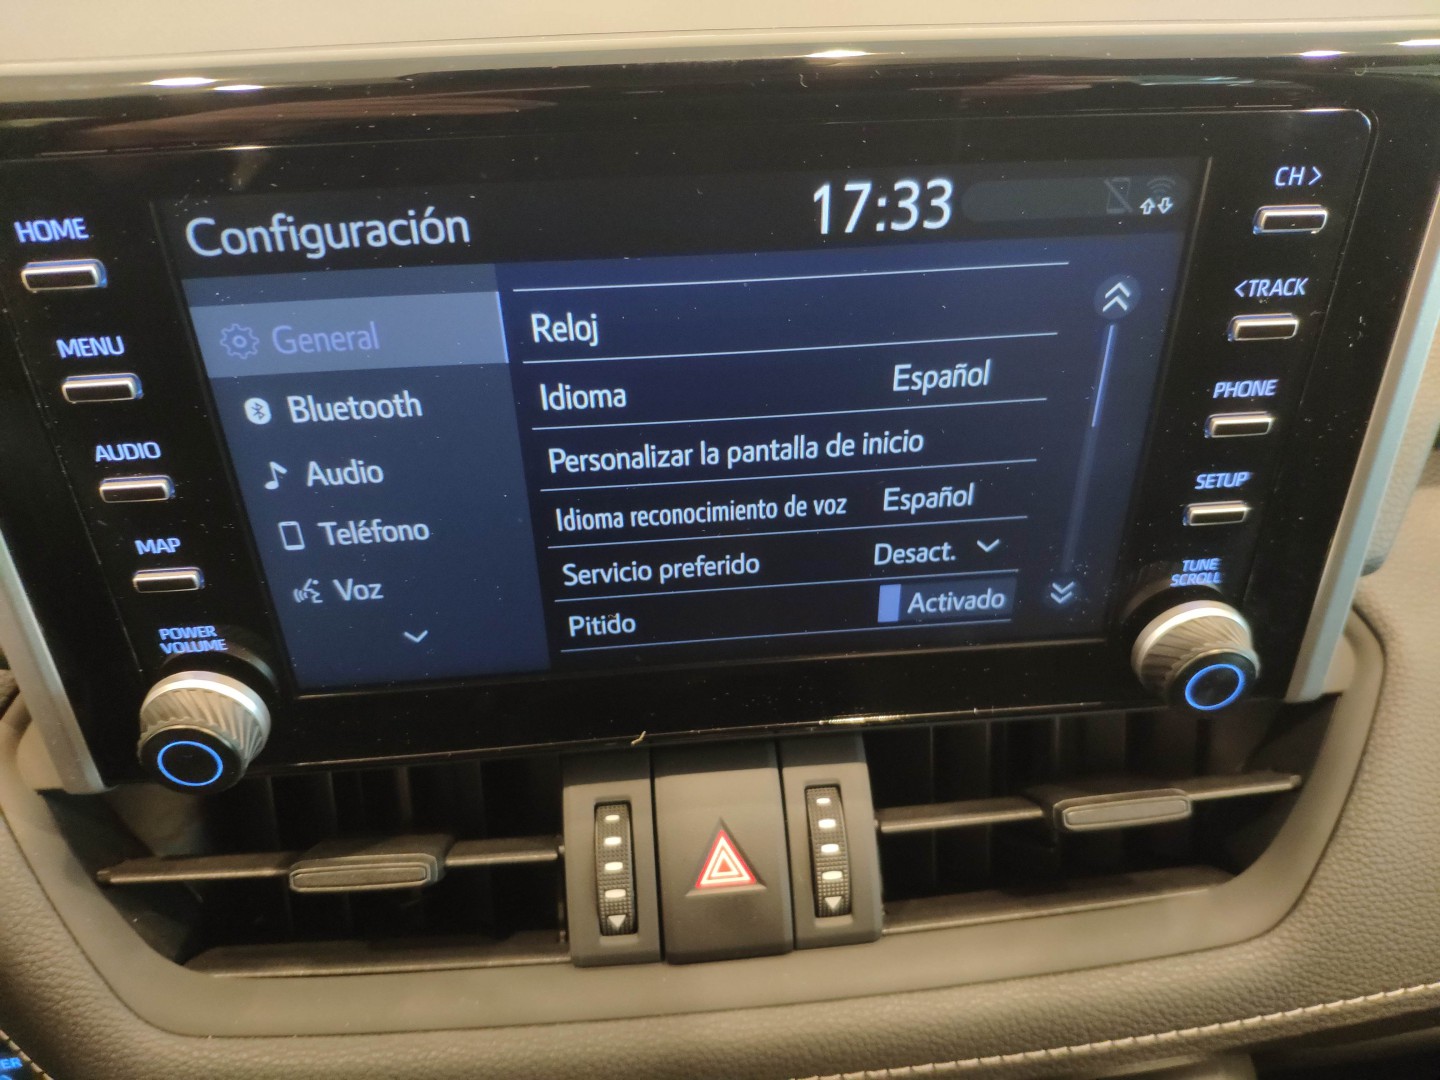 Configuración
17:33
General
Bluetooth
Audio
Teléfono
Voz
Reloj
Idioma Español
Personalizar la pantalla de inicio
Idioma reconocimiento de voz Español
Servicio preferido Desact.
Pitido Activado
HOME
MENU
AUDIO
MAP
POWER
VOLUME
CH >
< TRACK
PHONE
SETUP
TUNE
SCROLL